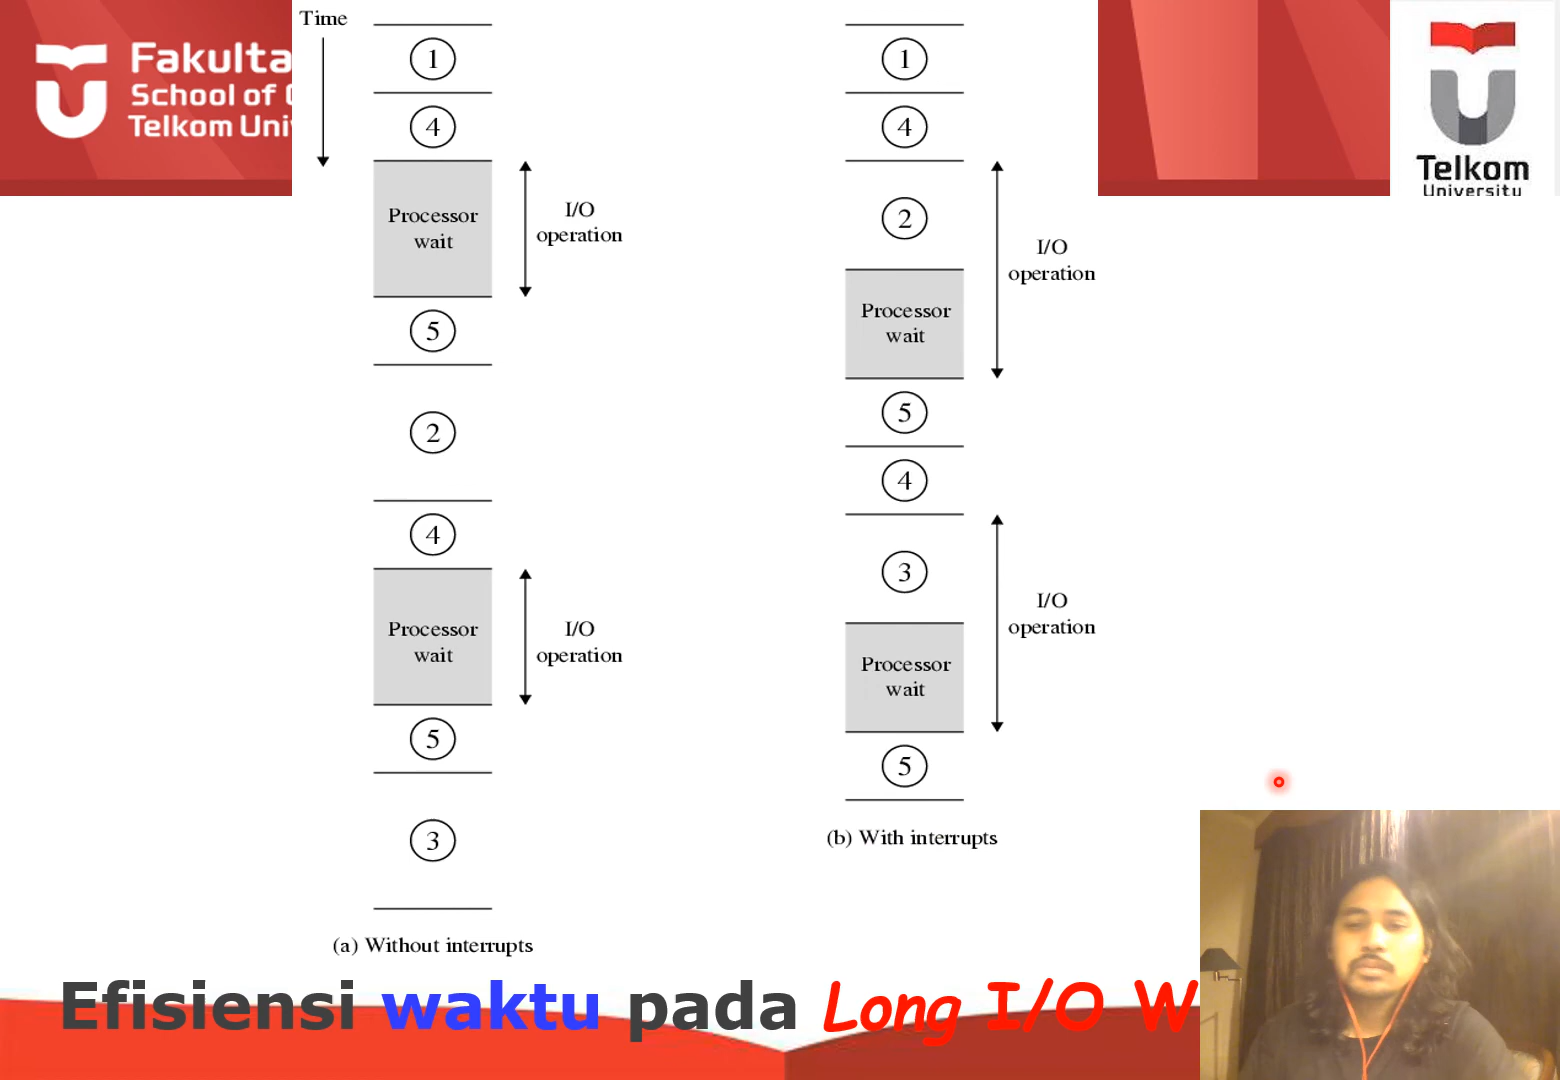 Fakulta
School of
Telkom Uni
Telkom
University
Time
1
4
Processor
wait
I/O
operation
5
2
4
Processor
wait
I/O
operation
5
3
(a) Without interrupts
1
4
2
Processor
wait
I/O
operation
5
4
3
Processor
wait
I/O
operation
5
(b) With interrupts
Efisiensi waktu pada Long I/O W